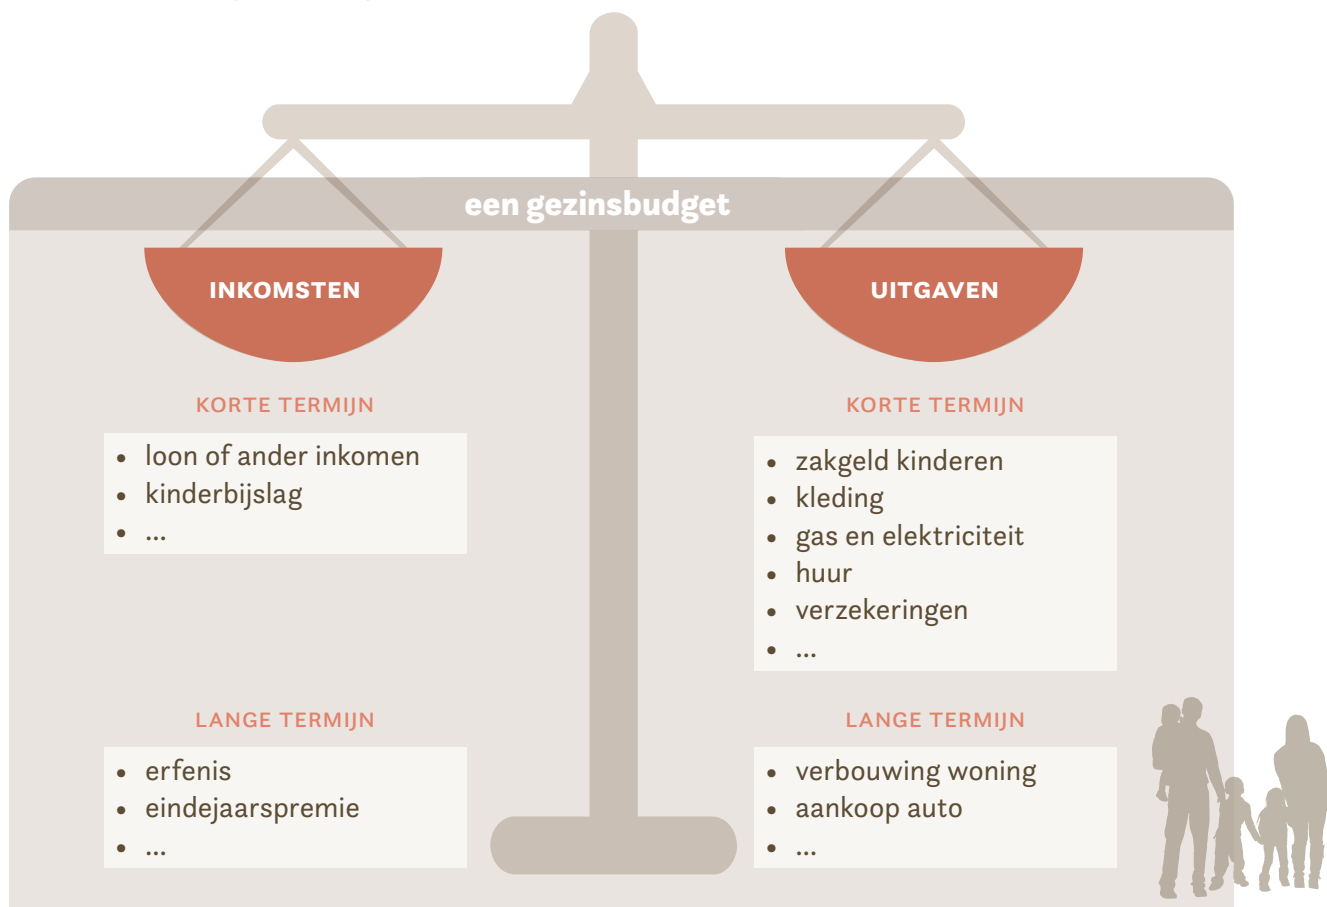 een gezinsbudget
INKOMSTEN
KORTE TERMIJN
• loon of ander inkomen
• kinderbijslag
• ...
LANGE TERMIJN
• erfenis
• eindejaarspremie
• ...
UITGAVEN
KORTE TERMIJN
• zakgeld kinderen
• kleding
• gas en elektriciteit
• huur
• verzekeringen
• ...
LANGE TERMIJN
• verbouwing woning
• aankoop auto
• ...